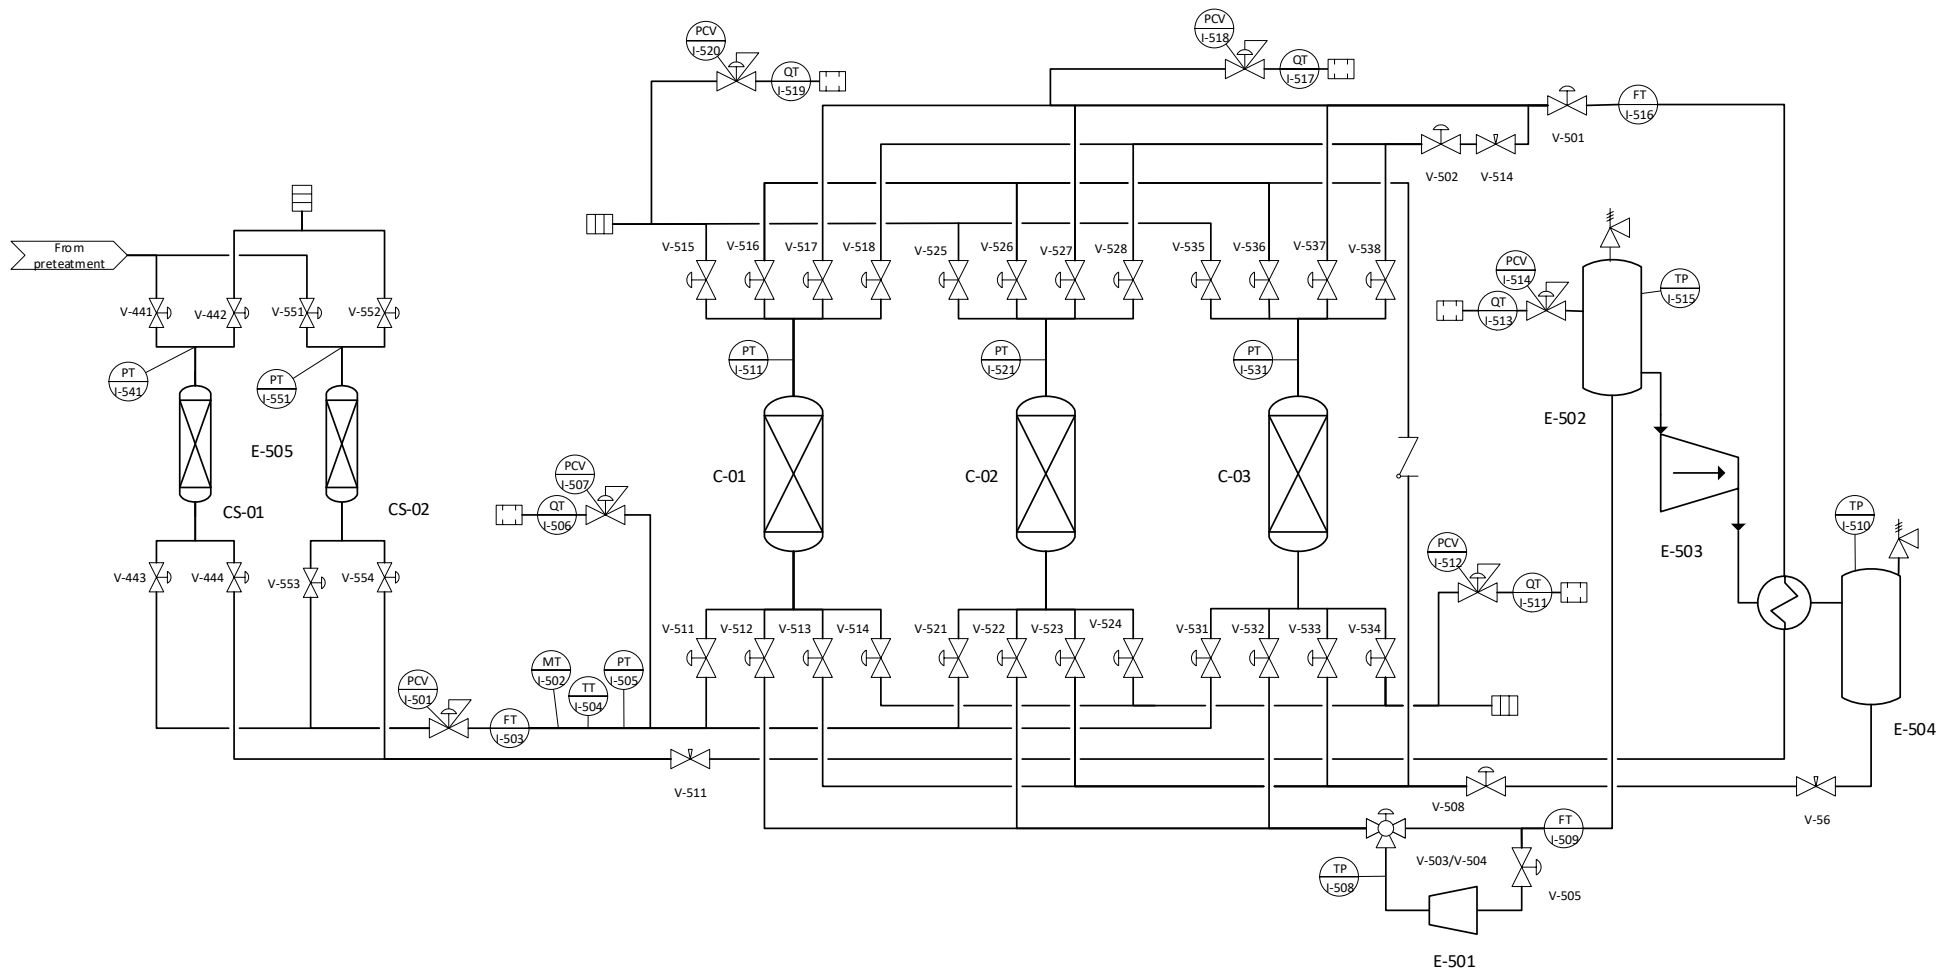 PCV
I-520
QT
I-519
PCV
I-518
QT
I-517
FT
I-516
V-501
V-502
V-514
From
preteatment
V-515
V-516
V-517
V-518
V-525
V-526
V-527
V-528
V-535
V-536
V-537
V-538
PCV
I-514
QT
I-513
TP
I-515
V-441
V-442
V-551
V-552
PT
I-541
PT
I-551
PT
I-511
PT
I-521
PT
I-531
E-502
E-505
CS-01
CS-02
C-01
C-02
C-03
PCV
I-507
QT
I-506
TP
I-510
E-503
PCV
I-512
QT
I-511
V-443
V-444
V-553
V-554
V-511
V-512
V-513
V-514
V-521
V-522
V-523
V-524
V-531
V-532
V-533
V-534
PCV
I-501
FT
I-503
MT
I-502
TT
I-504
PT
I-505
E-504
V-511
V-508
V-56
FT
I-509
V-503/V-504
TP
I-508
V-505
E-501